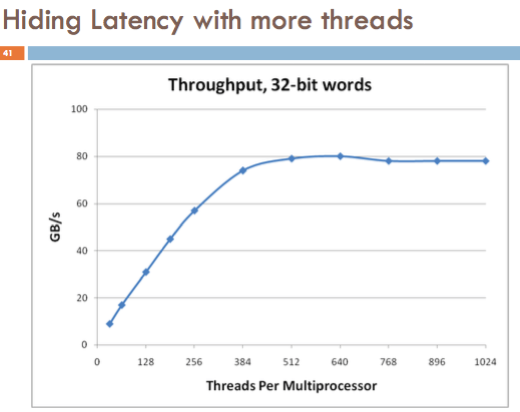 Hiding Latency with more threads
41
Throughput, 32-bit words
100
80
60
40
20
0
GB/s
0 128 256 384 512 640 768 896 1024
Threads Per Multiprocessor